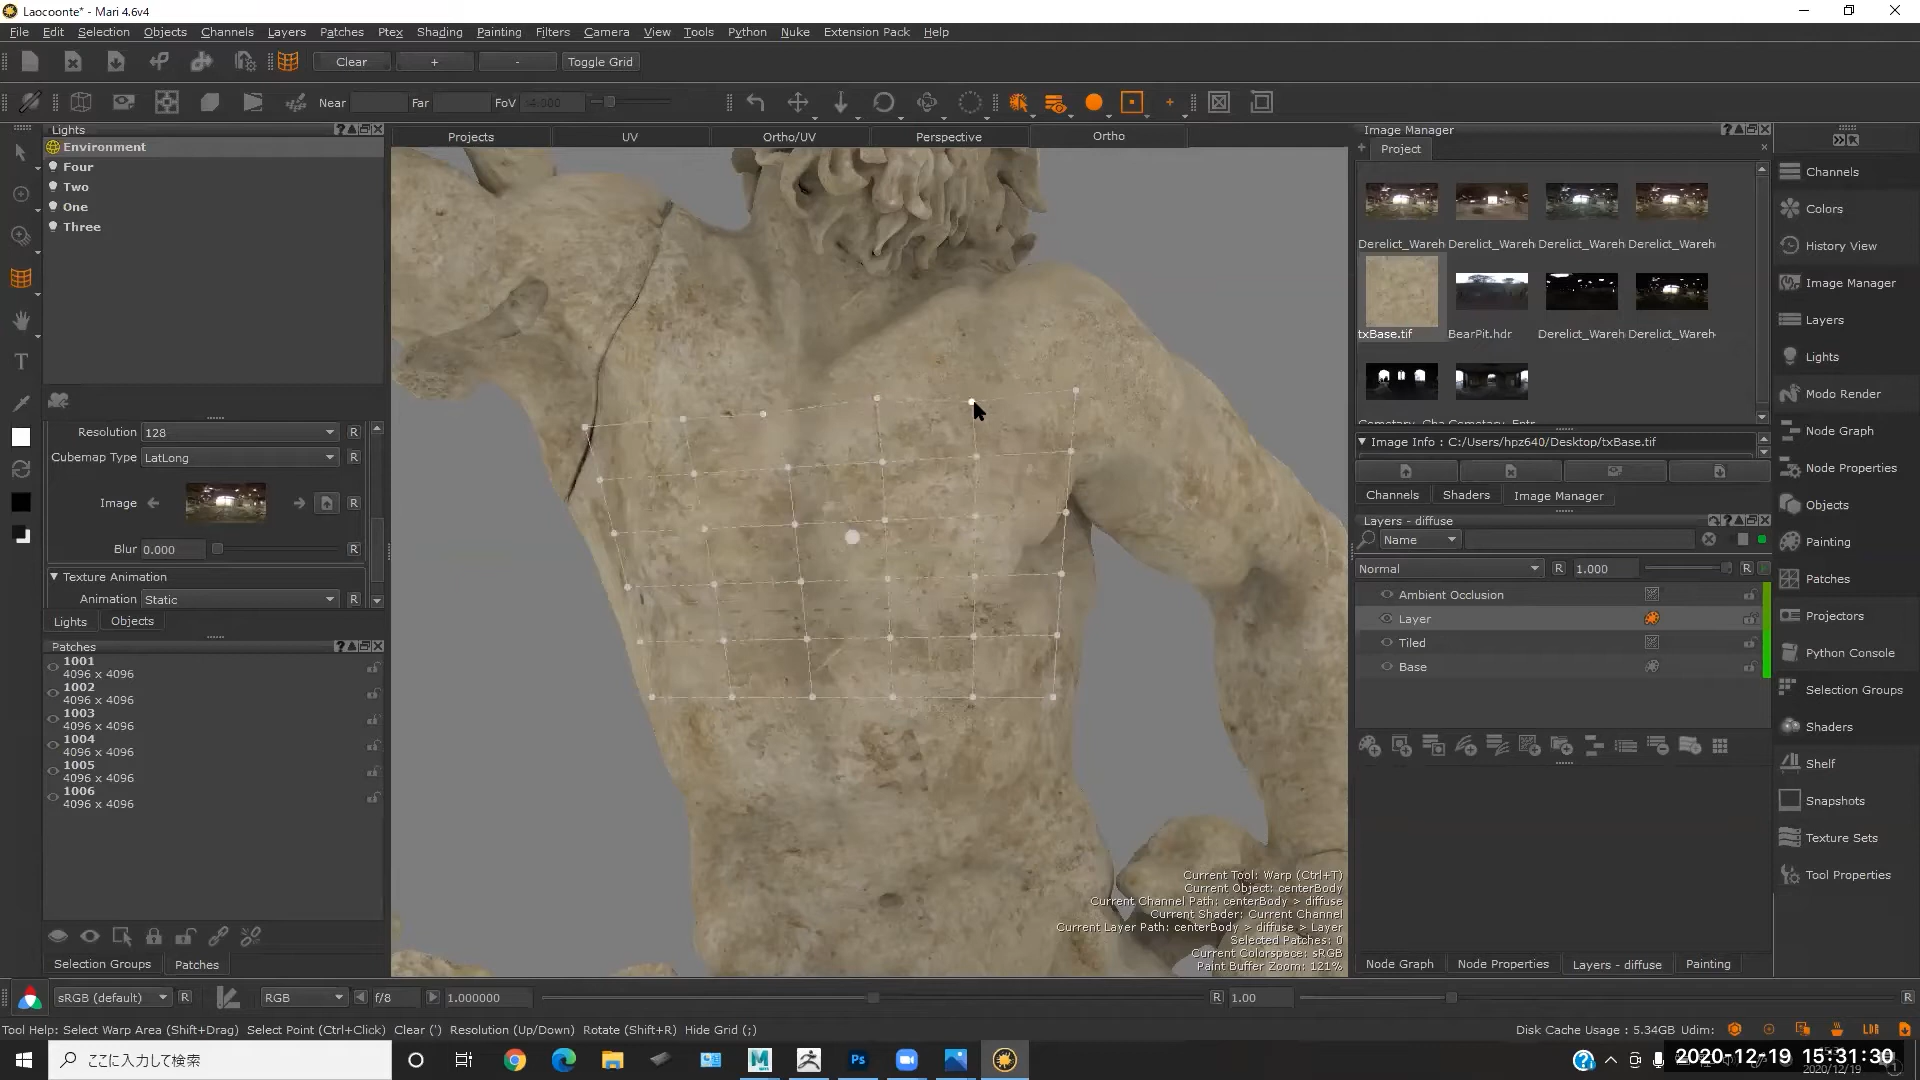 Laocoonte* - Mari 4.6v4
File Edit Selection Objects Channels Layers Patches Ptex Shading Painting Filters Camera View Tools Python Nuke Extension Pack Help
Clear + - Toggle Grid
Near Far FoV
Lights
Environment
Four
Two
One
Three
Resolution 128 R
Cubemap Type LatLong R
Image R
Blur 0.000 R
Texture Animation
Animation Static R
Lights Objects
Patches
1001
4096 x 4096
1002
4096 x 4096
1003
4096 x 4096
1004
4096 x 4096
1005
4096 x 4096
1006
4096 x 4096
Selection Groups Patches
Projects UV Ortho/UV Perspective Ortho
Current Tool: Warp (Ctrl+T)
Current Object: centerBody
Current Channel Path: centerBody > diffuse
Current Shader: Current Channel
Current Layer Path: centerBody > diffuse > Layer
Selected Patches: 0
Current Colorspace: sRGB
Paint Buffer Zoom: 121%
Image Manager
Project
Derelict_Wareh Derelict_Wareh Derelict_Wareh Derelict_Wareh
txBase.tif BearPit.hdr Derelict_Wareh Derelict_Wareh
Image Info : C:/Users/hpz640/Desktop/txBase.tif
Channels Shaders Image Manager
Layers - diffuse
Name
Normal R 1.000 R
Ambient Occlusion
Layer
Tiled
Base
Node Graph Node Properties Layers - diffuse Painting
Channels
Colors
History View
Image Manager
Layers
Lights
Modo Render
Node Graph
Node Properties
Objects
Painting
Patches
Projectors
Python Console
Selection Groups
Shaders
Shelf
Snapshots
Texture Sets
Tool Properties
sRGB (default) R RGB f/8 1.000000 R 1.00 R
Tool Help: Select Warp Area (Shift+Drag) Select Point (Ctrl+Click) Clear (') Resolution (Up/Down) Rotate (Shift+R) Hide Grid (;) Disk Cache Usage : 5.34GB Udim:
ここに入力して検索
2020-12-19 15:31:30
2020/12/19